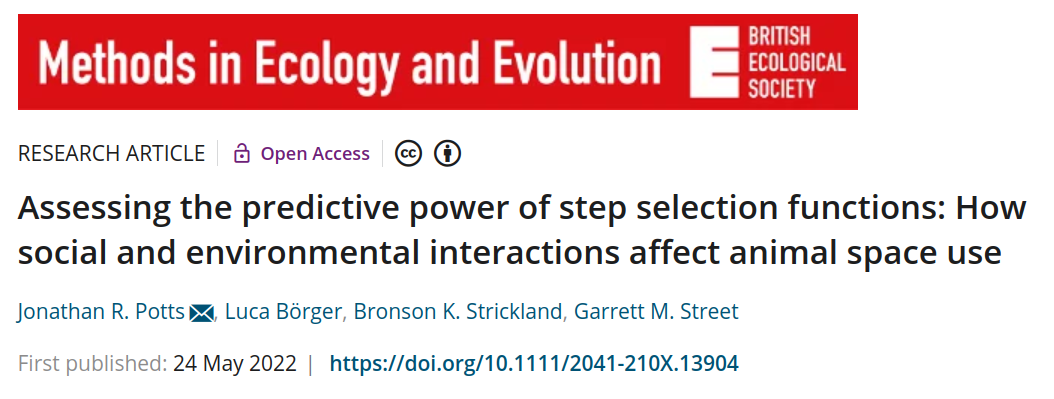 Methods in Ecology and Evolution
BRITISH
ECOLOGICAL
SOCIETY
RESEARCH ARTICLE
Open Access
cc
Assessing the predictive power of step selection functions: How
social and environmental interactions affect animal space use
Jonathan R. Potts, Luca Börger, Bronson K. Strickland, Garrett M. Street
First published: 24 May 2022 | https://doi.org/10.1111/2041-210X.13904